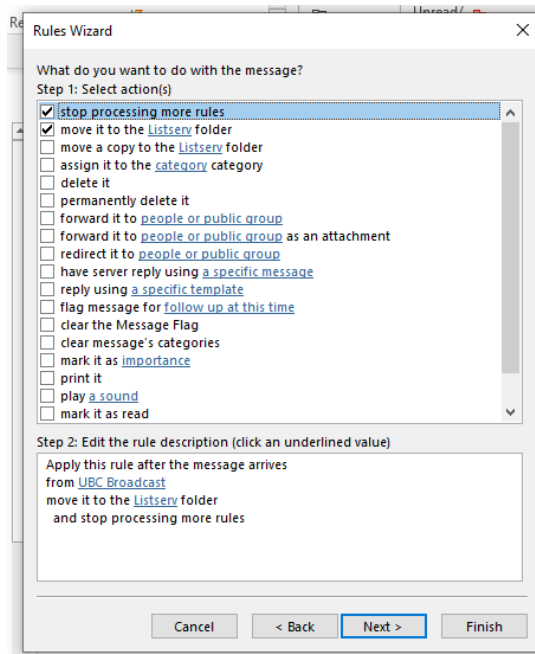 Unread/
Re
Rules Wizard
What do you want to do with the message?
Step 1: Select action(s)
stop processing more rules
move it to the Listserv folder
move a copy to the Listserv folder
assign it to the category category
delete it
permanently delete it
forward it to people or public group
forward it to people or public group as an attachment
redirect it to people or public group
have server reply using a specific message
reply using a specific template
flag message for follow up at this time
clear the Message Flag
clear message's categories
mark it as importance
print it
play a sound
mark it as read
Step 2: Edit the rule description (click an underlined value)
Apply this rule after the message arrives
from UBC Broadcast
move it to the Listserv folder
and stop processing more rules
Cancel < Back Next > Finish